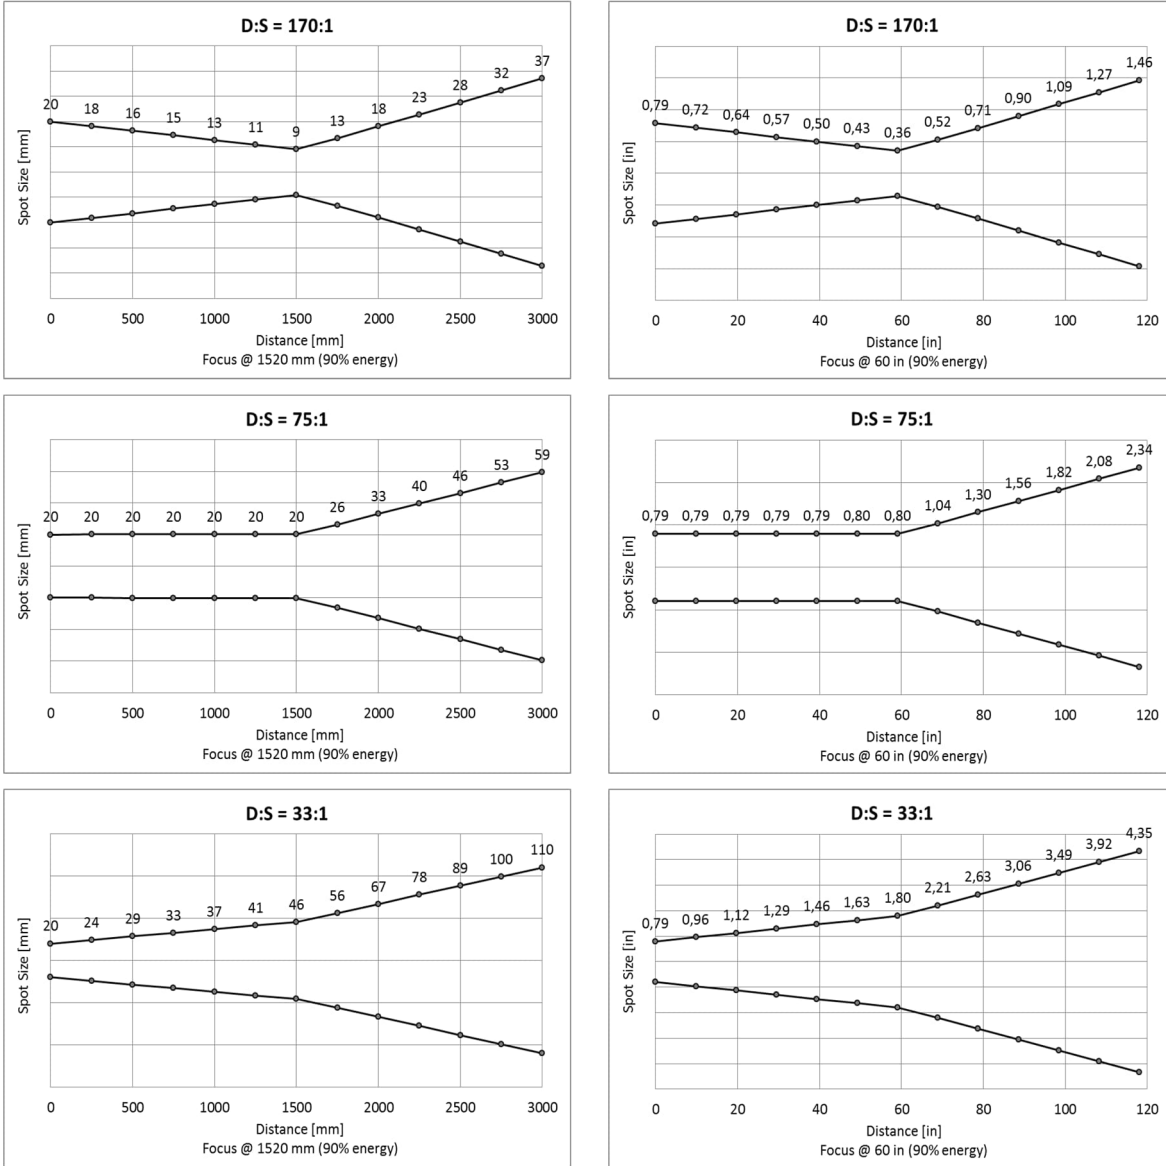 D:S = 170:1
20 18 16 15 13 11 9 13 18 23 28 32 37
Spot Size [mm]
0 500 1000 1500 2000 2500 3000
Distance [mm]
Focus @ 1520 mm (90% energy)
D:S = 170:1
0,79 0,72 0,64 0,57 0,50 0,43 0,36 0,52 0,71 0,90 1,09 1,27 1,46
Spot Size [in]
0 20 40 60 80 100 120
Distance [in]
Focus @ 60 in (90% energy)
D:S = 75:1
20 20 20 20 20 20 20 26 33 40 46 53 59
Spot Size [mm]
0 500 1000 1500 2000 2500 3000
Distance [mm]
Focus @ 1520 mm (90% energy)
D:S = 75:1
0,79 0,79 0,79 0,79 0,79 0,80 0,80 1,04 1,30 1,56 1,82 2,08 2,34
Spot Size [in]
0 20 40 60 80 100 120
Distance [in]
Focus @ 60 in (90% energy)
D:S = 33:1
20 24 29 33 37 41 46 56 67 78 89 100 110
Spot Size [mm]
0 500 1000 1500 2000 2500 3000
Distance [mm]
Focus @ 1520 mm (90% energy)
D:S = 33:1
0,79 0,96 1,12 1,29 1,46 1,63 1,80 2,21 2,63 3,06 3,49 3,92 4,35
Spot Size [in]
0 20 40 60 80 100 120
Distance [in]
Focus @ 60 in (90% energy)